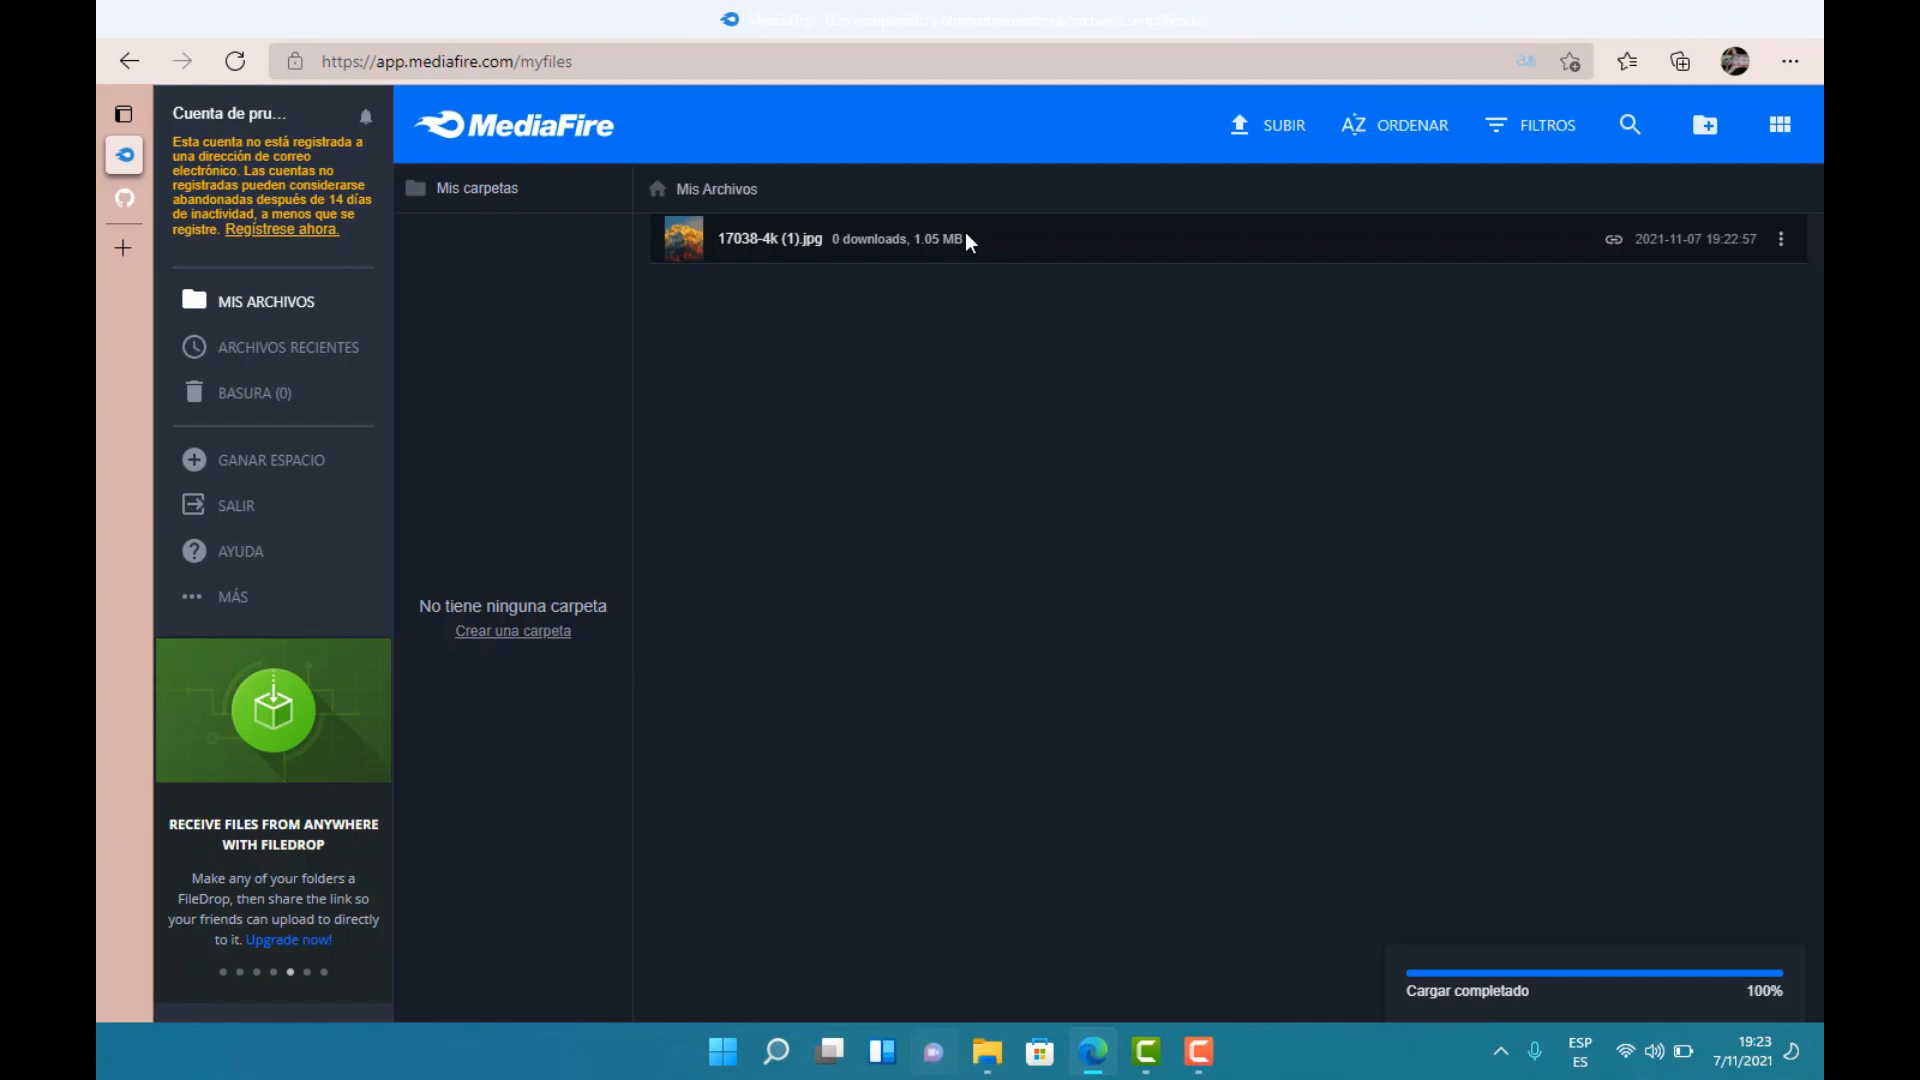 https://app.mediafire.com/myfiles
Cuenta de pru...
Esta cuenta no está registrada a
una dirección de correo
electrónico. Las cuentas no
registradas pueden considerarse
abandonadas después de 14 días
de inactividad, a menos que se
registre. Regístrese ahora.
MIS ARCHIVOS
ARCHIVOS RECIENTES
BASURA (0)
GANAR ESPACIO
SALIR
AYUDA
MÁS
RECEIVE FILES FROM ANYWHERE
WITH FILEDROP
Make any of your folders a
FileDrop, then share the link so
your friends can upload to directly
to it. Upgrade now!
MediaFire
SUBIR
AZ ORDENAR
FILTROS
Mis carpetas
Mis Archivos
17038-4k (1).jpg 0 downloads, 1.05 MB
2021-11-07 19:22:57
No tiene ninguna carpeta
Crear una carpeta
Cargar completado 100%
ESP
ES
19:23
7/11/2021